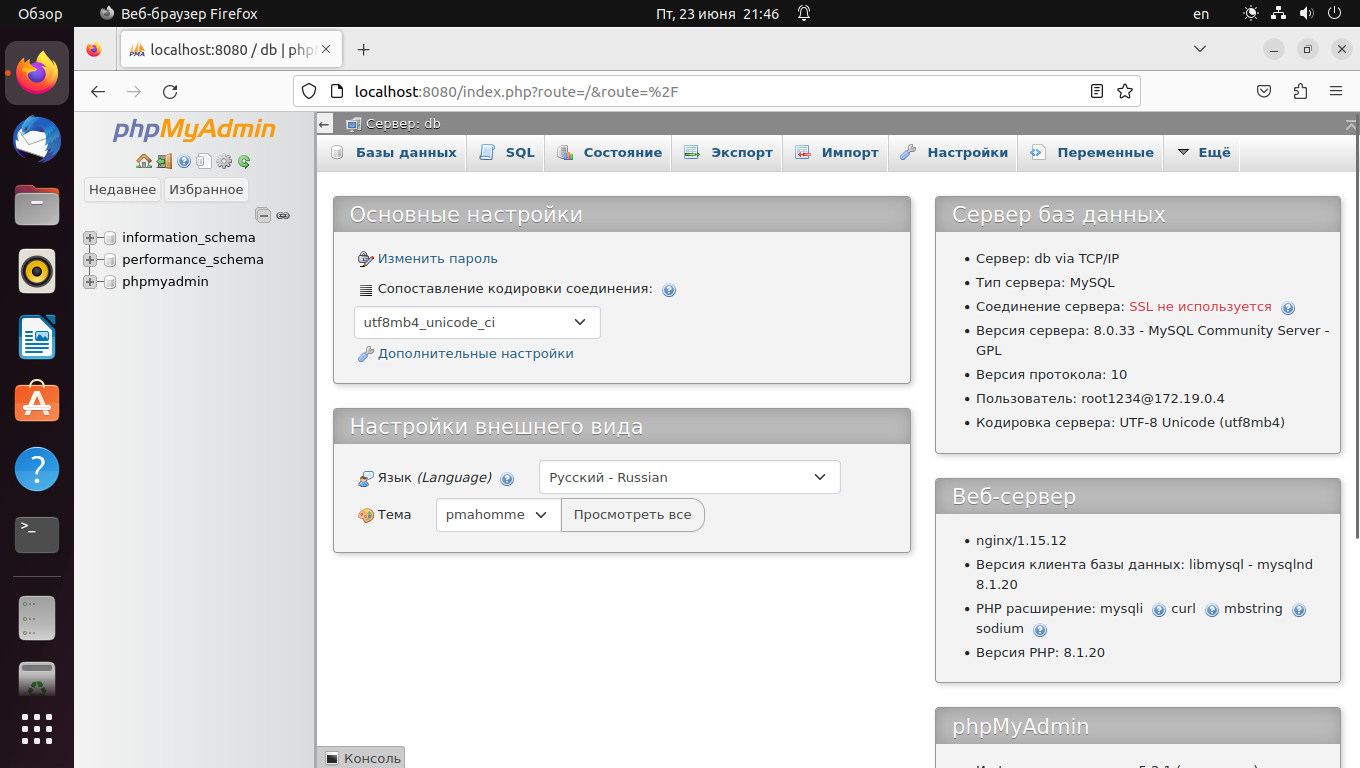 Обзор
Веб-браузер Firefox
Пт, 23 июня 21:46
en
localhost:8080 / db | php
localhost:8080/index.php?route=/&route=%2F
phpMyAdmin
Недавнее
Избранное
information_schema
performance_schema
phpmyadmin
Сервер: db
Базы данных
SQL
Состояние
Экспорт
Импорт
Настройки
Переменные
Ещё
Основные настройки
Изменить пароль
Сопоставление кодировки соединения:
utf8mb4_unicode_ci
Дополнительные настройки
Настройки внешнего вида
Язык (Language)
Русский - Russian
Тема
pmahomme
Просмотреть все
Сервер баз данных
Сервер: db via TCP/IP
Тип сервера: MySQL
Соединение сервера: SSL не используется
Версия сервера: 8.0.33 - MySQL Community Server -
GPL
Версия протокола: 10
Пользователь: root1234@172.19.0.4
Кодировка сервера: UTF-8 Unicode (utf8mb4)
Веб-сервер
nginx/1.15.12
Версия клиента базы данных: libmysql - mysqlnd
8.1.20
PHP расширение: mysqli curl mbstring
sodium
Версия PHP: 8.1.20
phpMyAdmin
Консоль